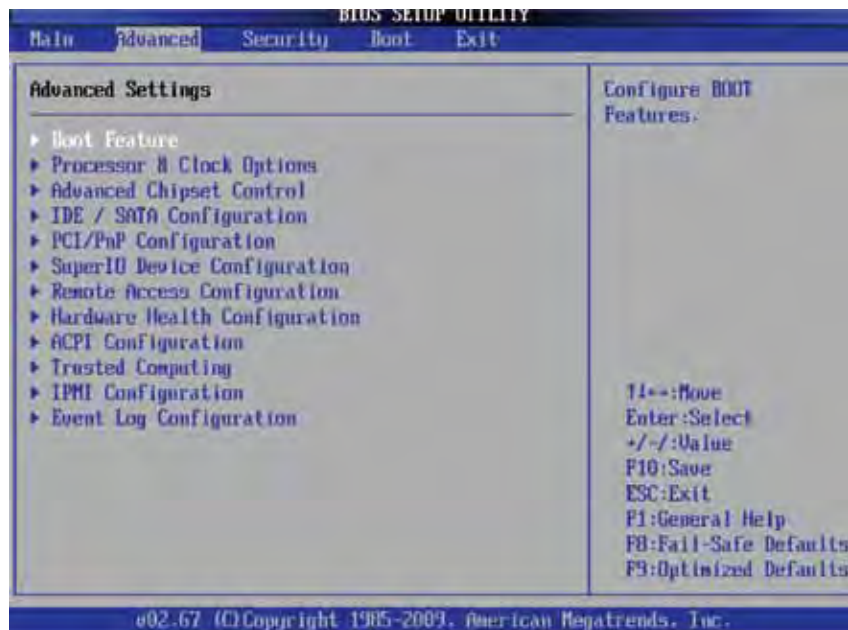 BIOS SETUP UTILITY
Main Advanced Security Boot Exit
Advanced Settings
Boot Feature
Processor & Clock Options
Advanced Chipset Control
IDE / SATA Configuration
PCI/PnP Configuration
SuperIO Device Configuration
Remote Access Configuration
Hardware Health Configuration
ACPI Configuration
Trusted Computing
IPMI Configuration
Event Log Configuration
Configure BOOT
Features.
↑↓←→:Move
Enter:Select
+/-/:Value
F10:Save
ESC:Exit
F1:General Help
F8:Fail-Safe Defaults
F9:Optimized Defaults
v02.67 (C)Copyright 1985-2009, American Megatrends, Inc.